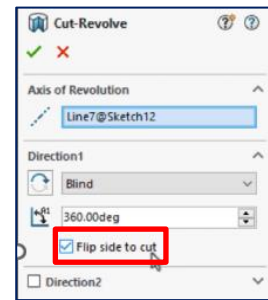 Cut-Revolve
Axis of Revolution
Line7@Sketch12
Direction1
Blind
360.00deg
Flip side to cut
Direction2